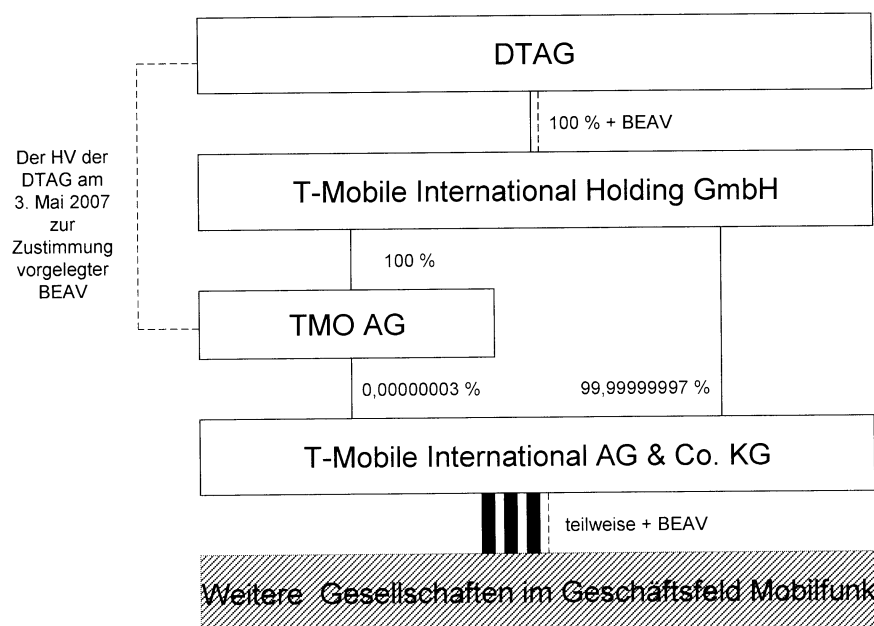 DTAG
100 % + BEAV
Der HV der
DTAG am
3. Mai 2007
zur
Zustimmung
vorgelegter
BEAV
T-Mobile International Holding GmbH
100 %
TMO AG
0,00000003 %
99,99999997 %
T-Mobile International AG & Co. KG
teilweise + BEAV
Weitere Gesellschaften im Geschäftsfeld Mobilfunk